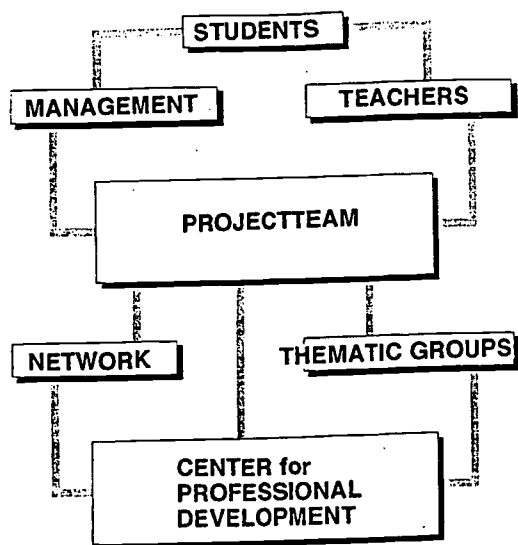 STUDENTS
MANAGEMENT
TEACHERS
PROJECTTEAM
NETWORK
THEMATIC GROUPS
CENTER for
PROFESSIONAL
DEVELOPMENT